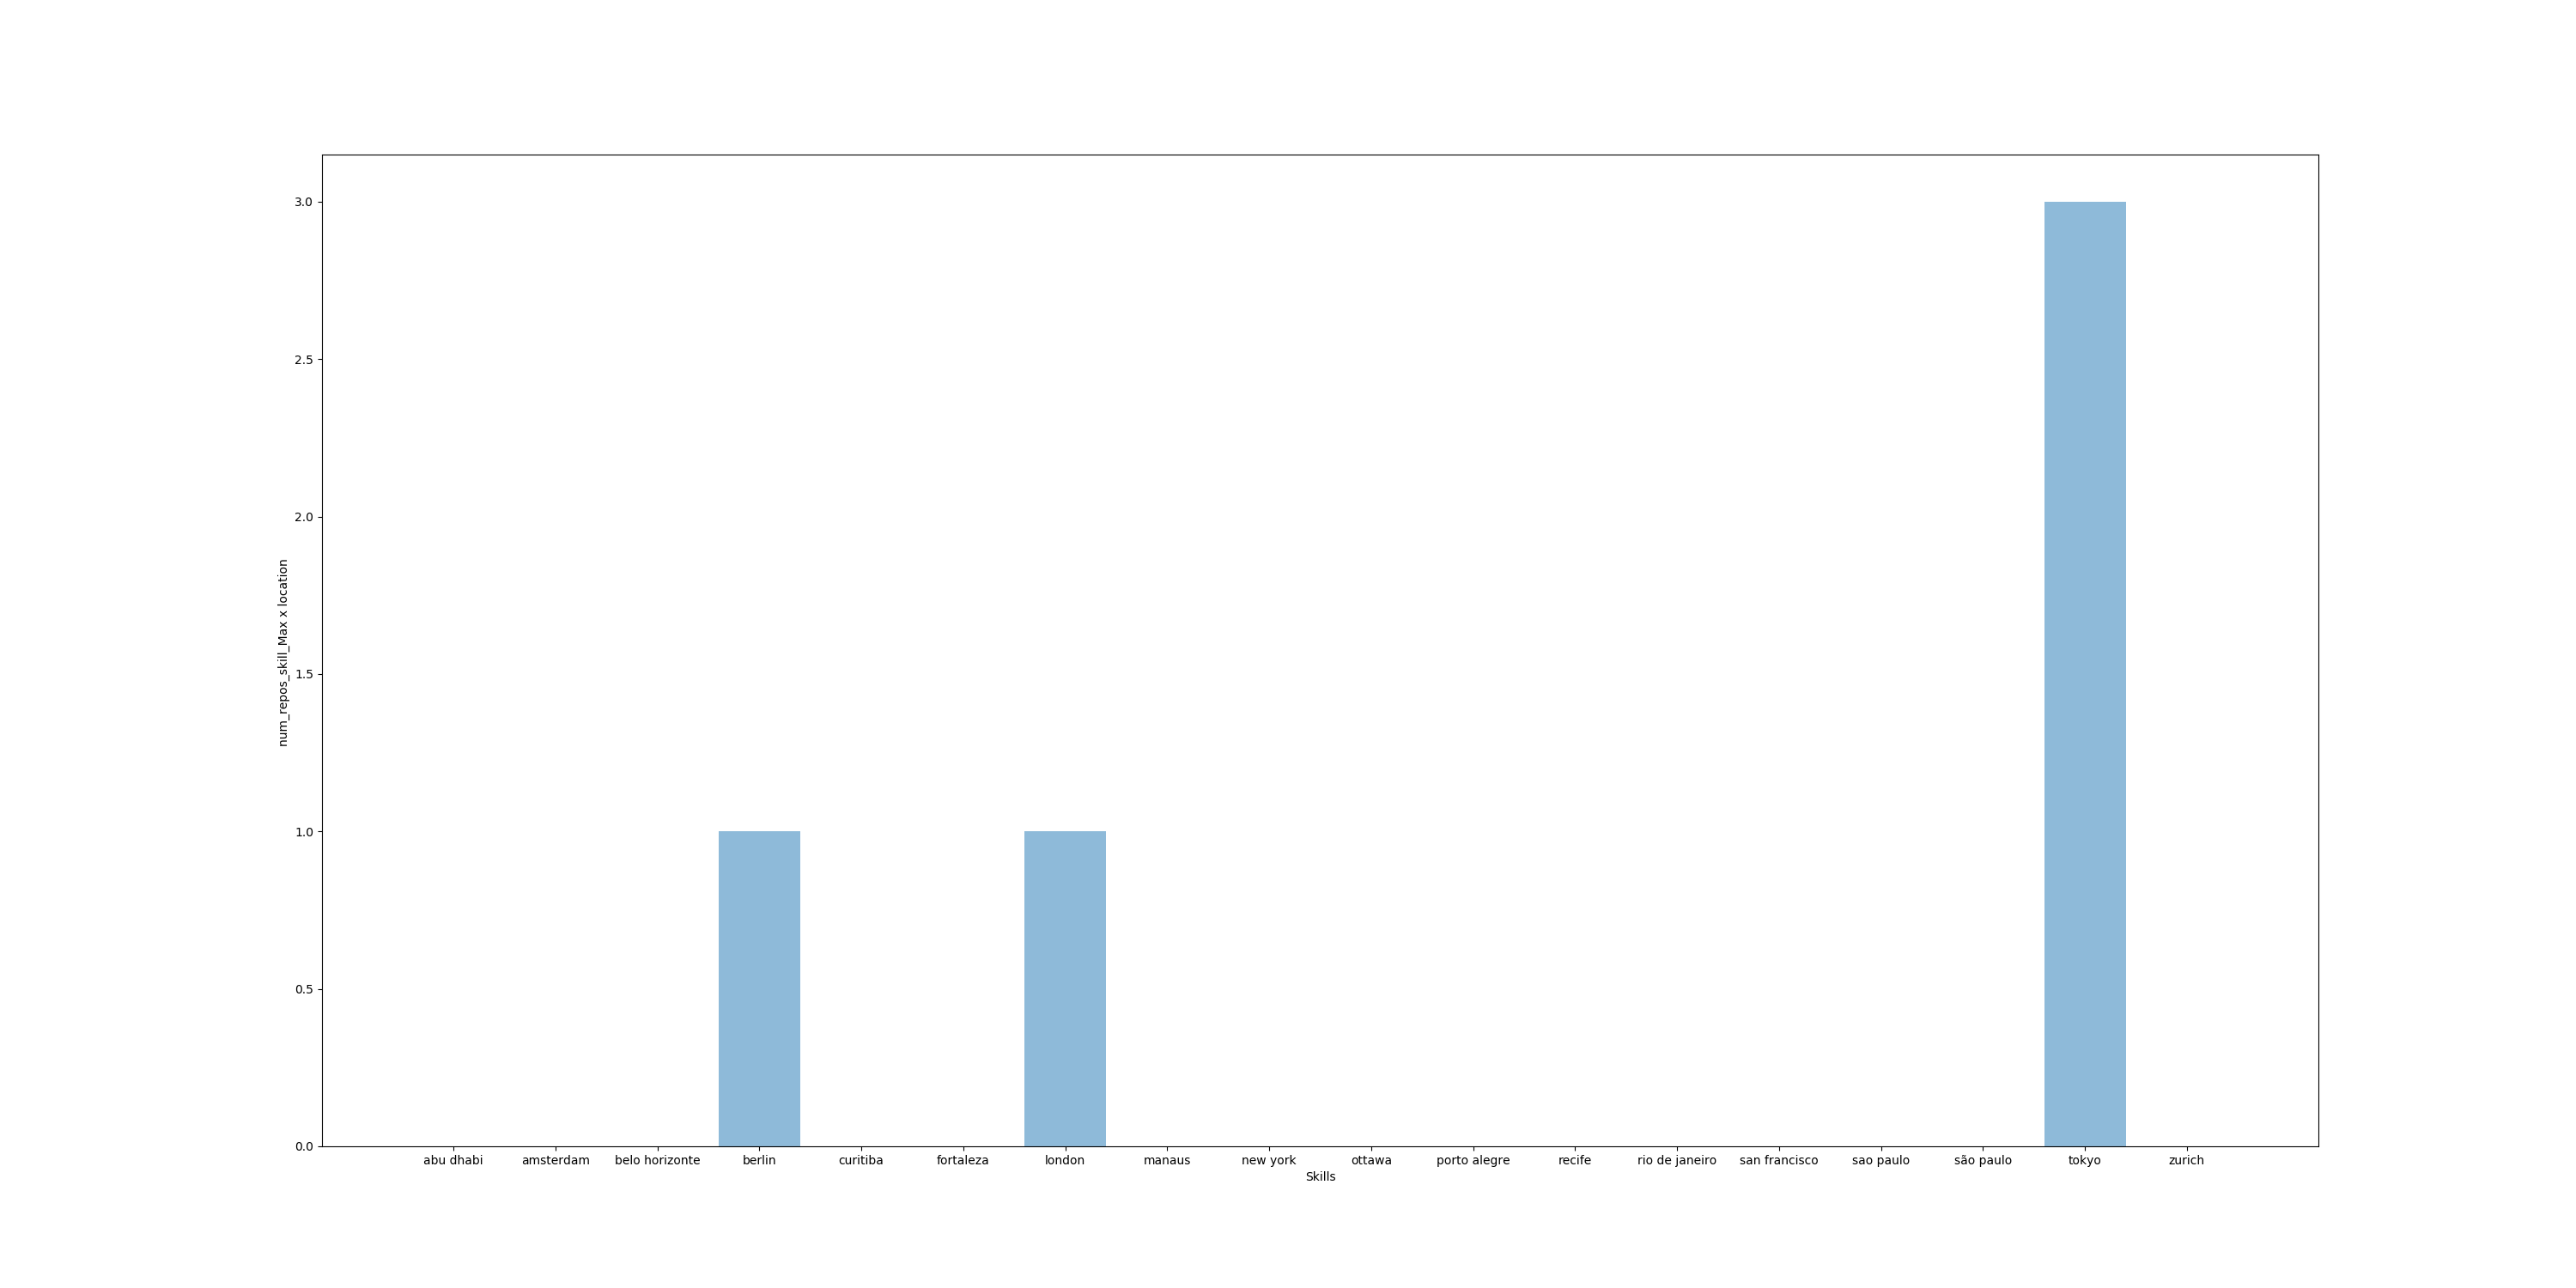 num_repos_skill_Max x location
3.0
2.5
2.0
1.5
1.0
0.5
0.0
abu dhabi amsterdam belo horizonte berlin curitiba fortaleza london manaus new york ottawa porto alegre recife rio de janeiro san francisco sao paulo são paulo tokyo zurich
Skills